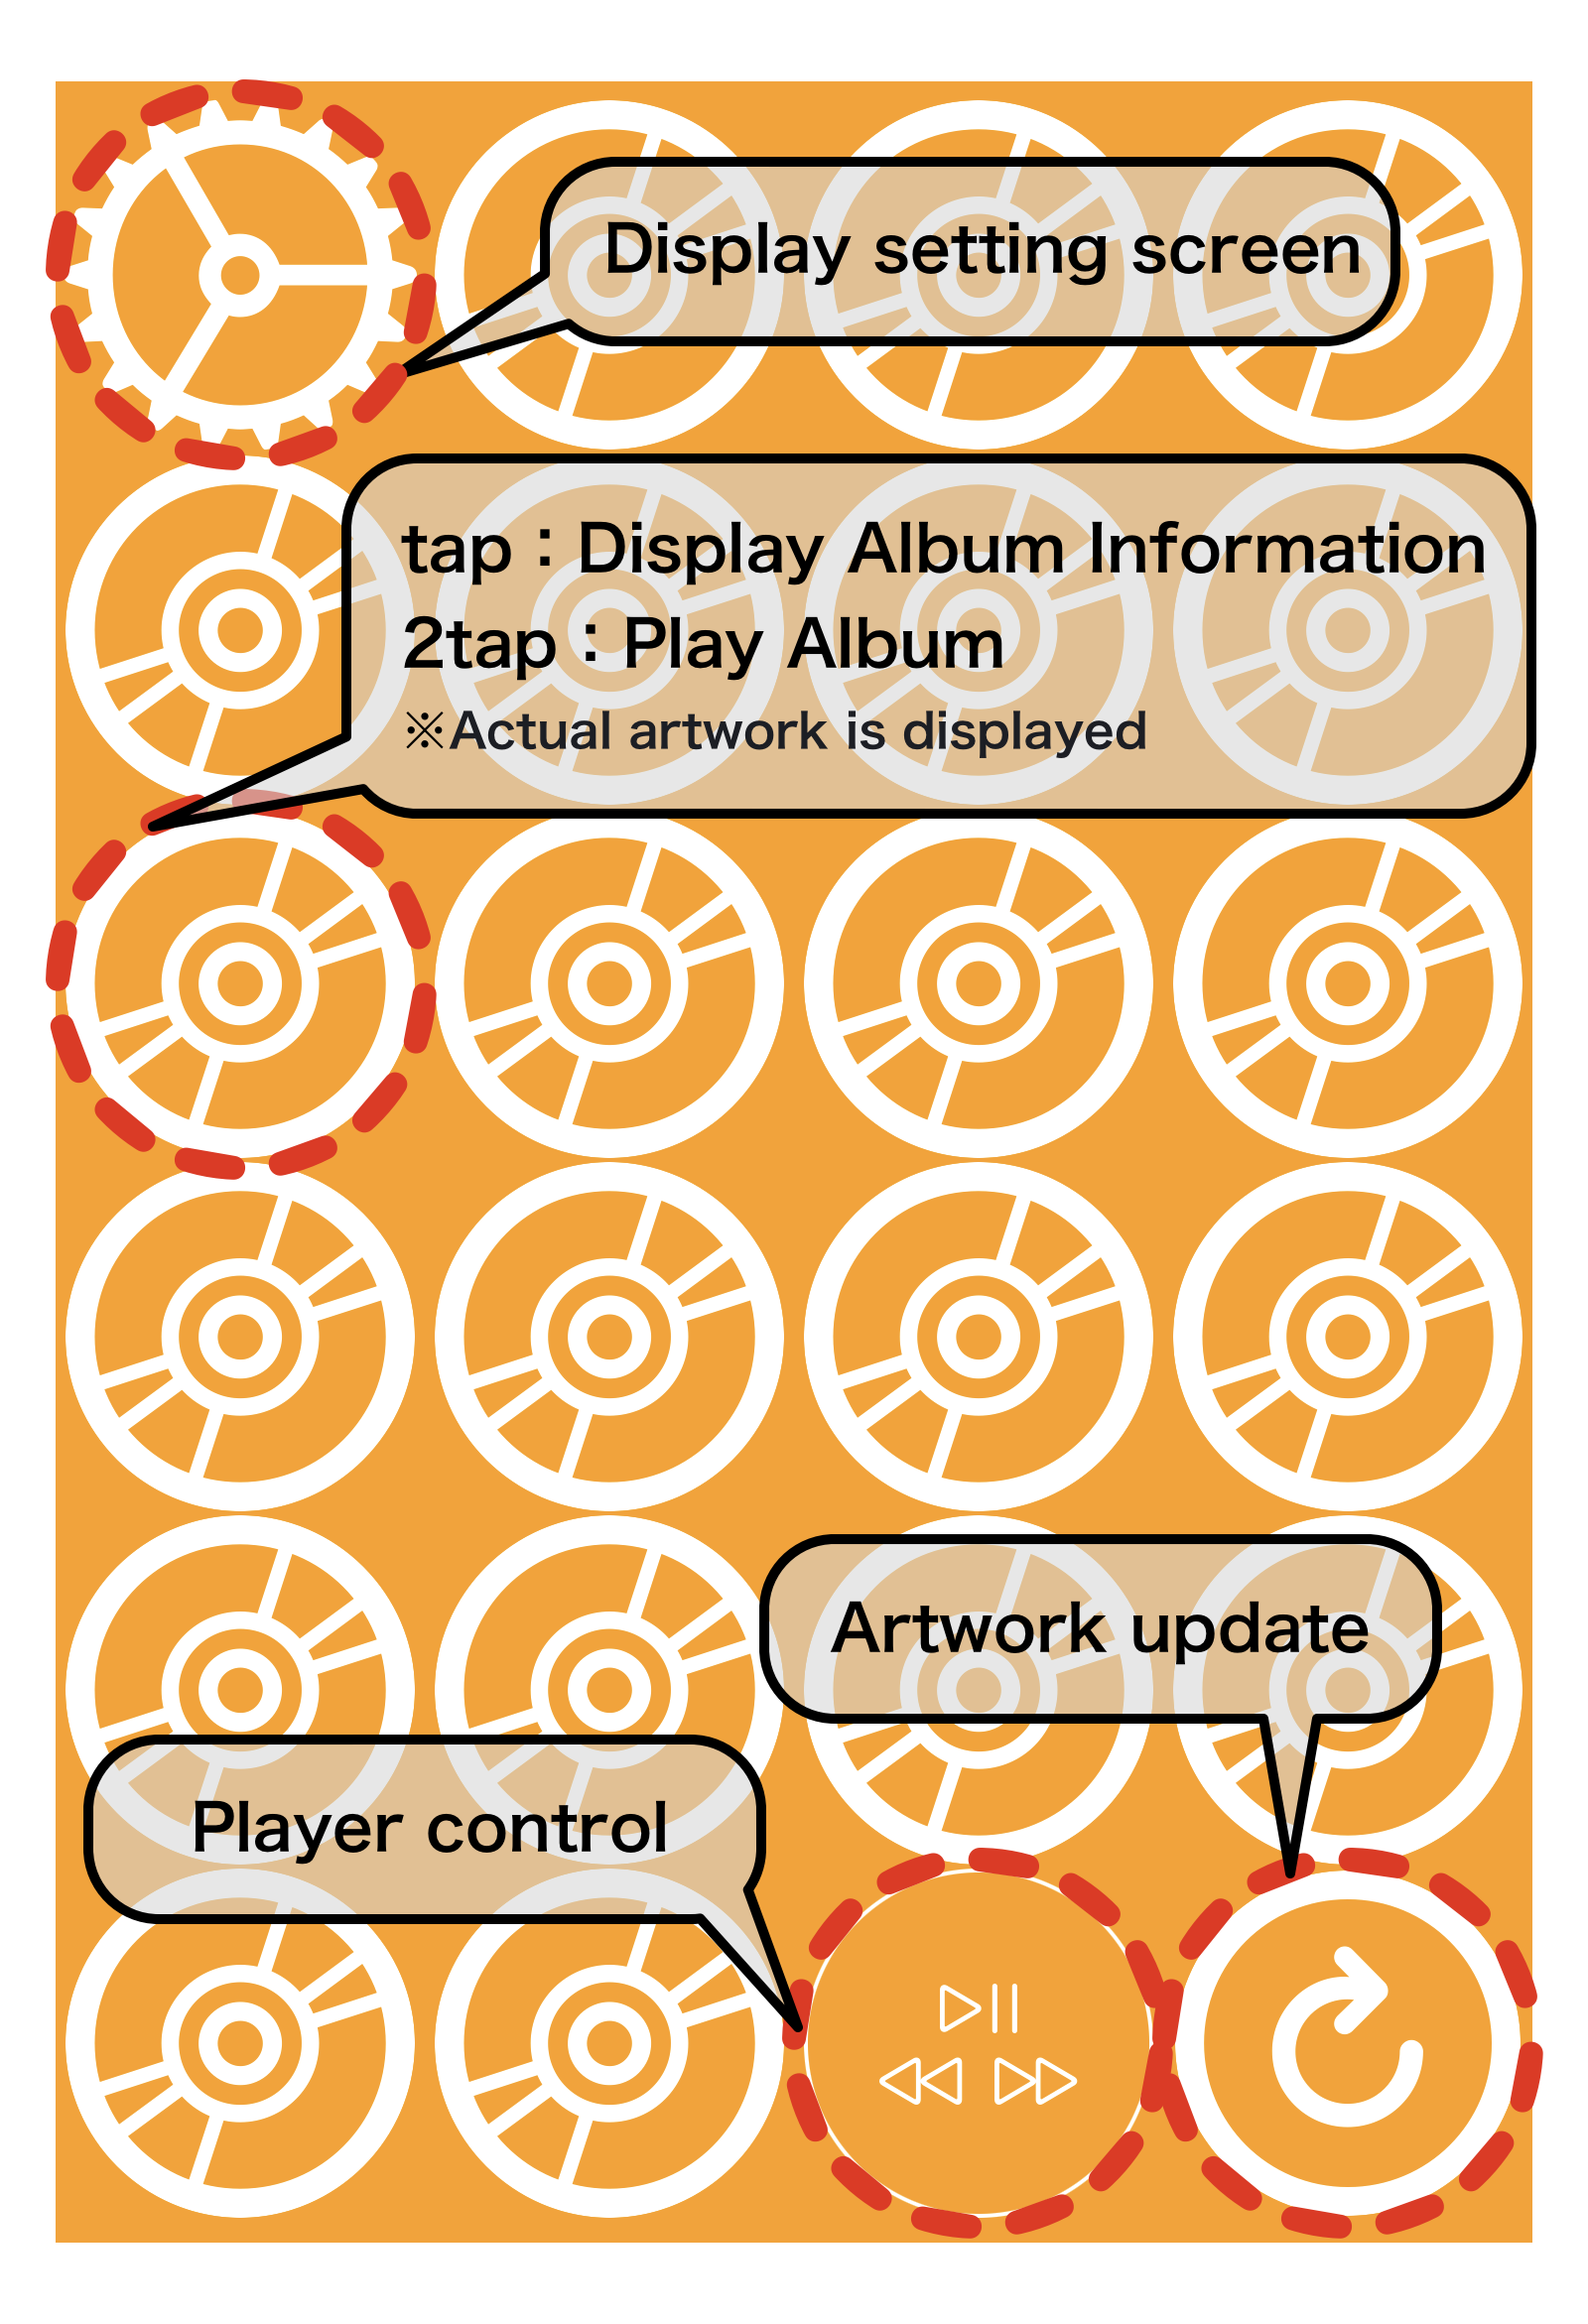 Display setting screen
tap：Display Album Information
2tap：Play Album
※Actual artwork is displayed
Artwork update
Player control